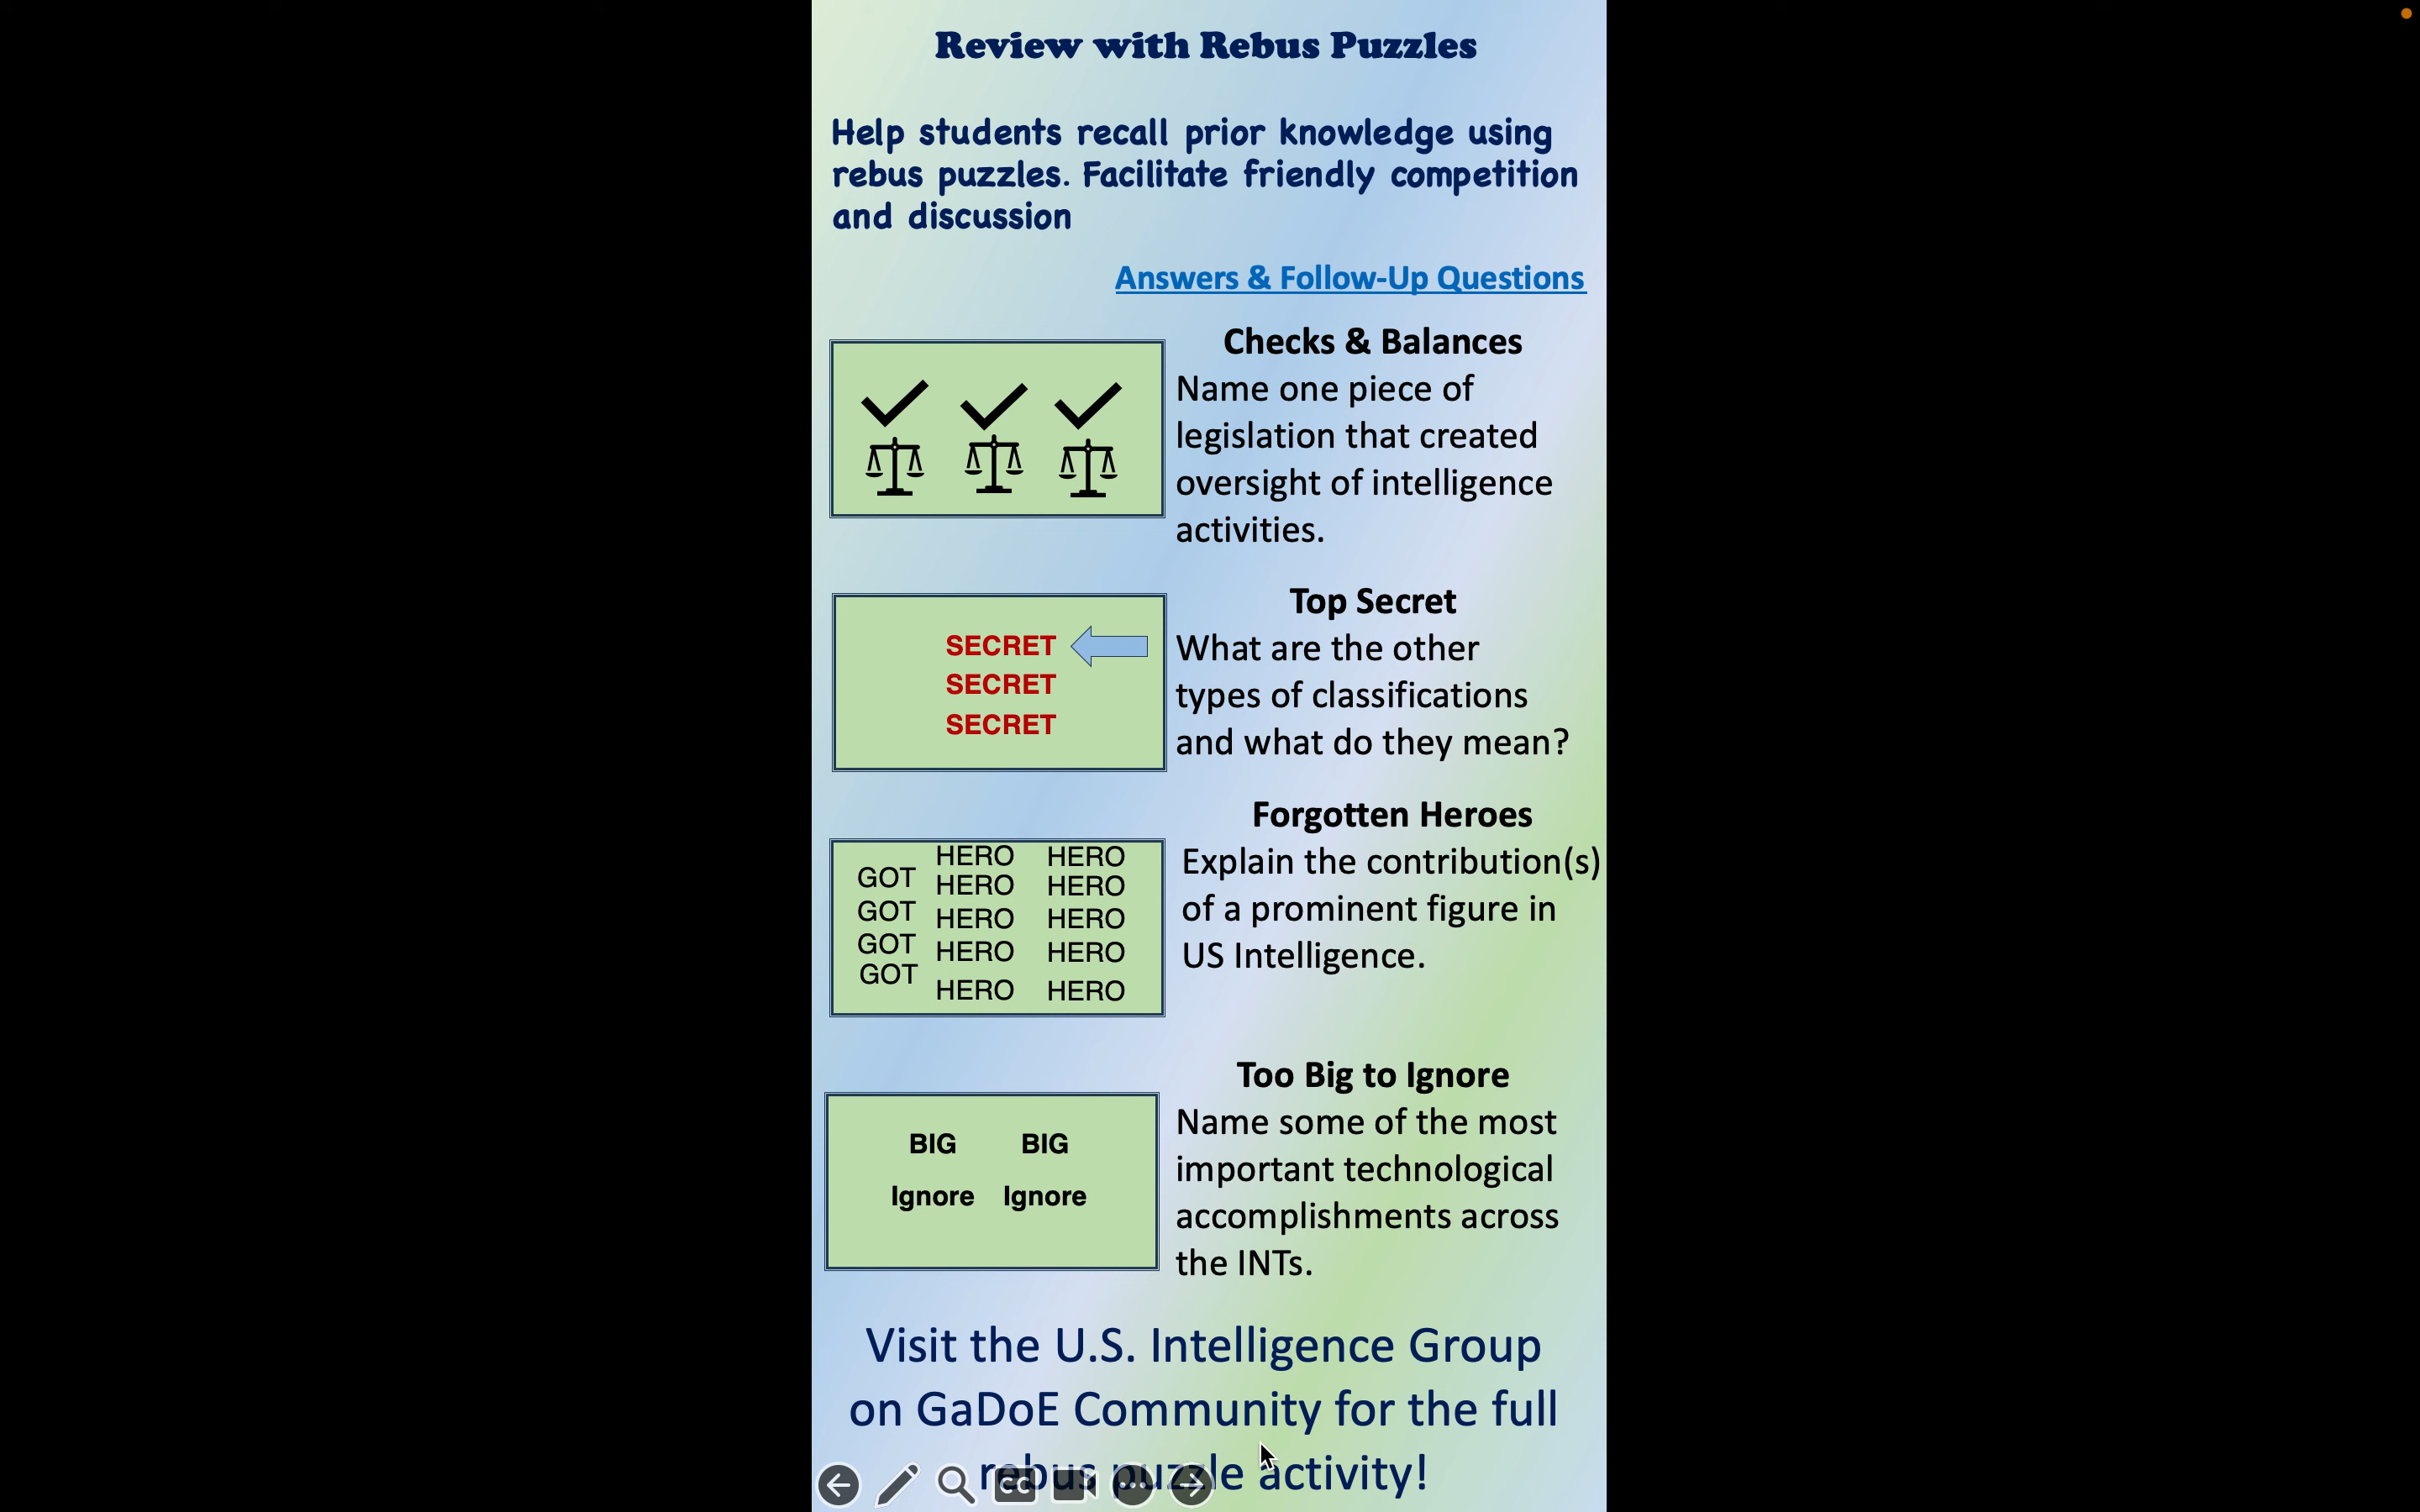 Review with Rebus Puzzles
Help students recall prior knowledge using
rebus puzzles. Facilitate friendly competition
and discussion
Answers & Follow-Up Questions
Checks & Balances
Name one piece of
legislation that created
oversight of intelligence
activities.
SECRET
SECRET
SECRET
Top Secret
What are the other
types of classifications
and what do they mean?
GOT HERO HERO
GOT HERO HERO
GOT HERO HERO
GOT HERO HERO
HERO HERO
Forgotten Heroes
Explain the contribution(s)
of a prominent figure in
US Intelligence.
BIG BIG
Ignore Ignore
Too Big to Ignore
Name some of the most
important technological
accomplishments across
the INTs.
Visit the U.S. Intelligence Group
on GaDoE Community for the full
rebus puzzle activity!
CC